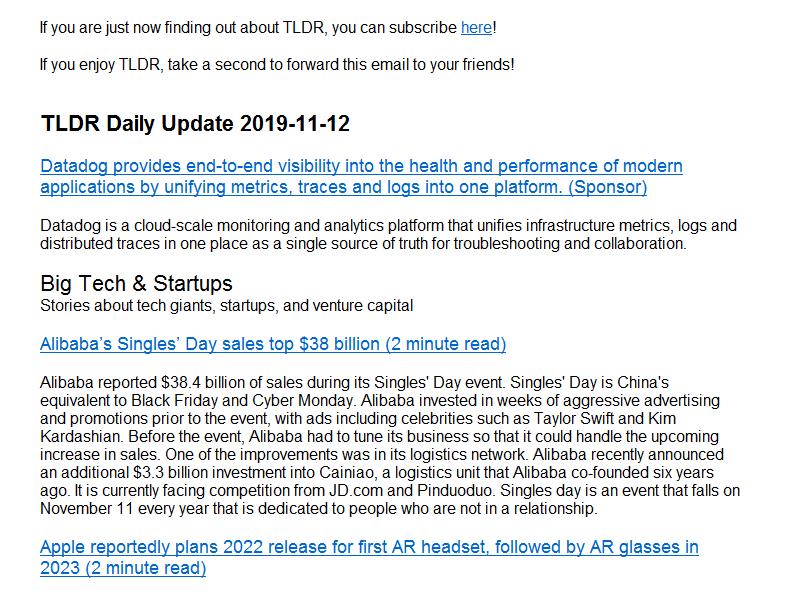 If you are just now finding out about TLDR, you can subscribe here!
If you enjoy TLDR, take a second to forward this email to your friends!
TLDR Daily Update 2019-11-12
Datadog provides end-to-end visibility into the health and performance of modern
applications by unifying metrics, traces and logs into one platform. (Sponsor)
Datadog is a cloud-scale monitoring and analytics platform that unifies infrastructure metrics, logs and
distributed traces in one place as a single source of truth for troubleshooting and collaboration.
Big Tech & Startups
Stories about tech giants, startups, and venture capital
Alibaba’s Singles’ Day sales top $38 billion (2 minute read)
Alibaba reported $38.4 billion of sales during its Singles' Day event. Singles' Day is China's
equivalent to Black Friday and Cyber Monday. Alibaba invested in weeks of aggressive advertising
and promotions prior to the event, with ads including celebrities such as Taylor Swift and Kim
Kardashian. Before the event, Alibaba had to tune its business so that it could handle the upcoming
increase in sales. One of the improvements was in its logistics network. Alibaba recently announced
an additional $3.3 billion investment into Cainiao, a logistics unit that Alibaba co-founded six years
ago. It is currently facing competition from JD.com and Pinduoduo. Singles day is an event that falls on
November 11 every year that is dedicated to people who are not in a relationship.
Apple reportedly plans 2022 release for first AR headset, followed by AR glasses in
2023 (2 minute read)